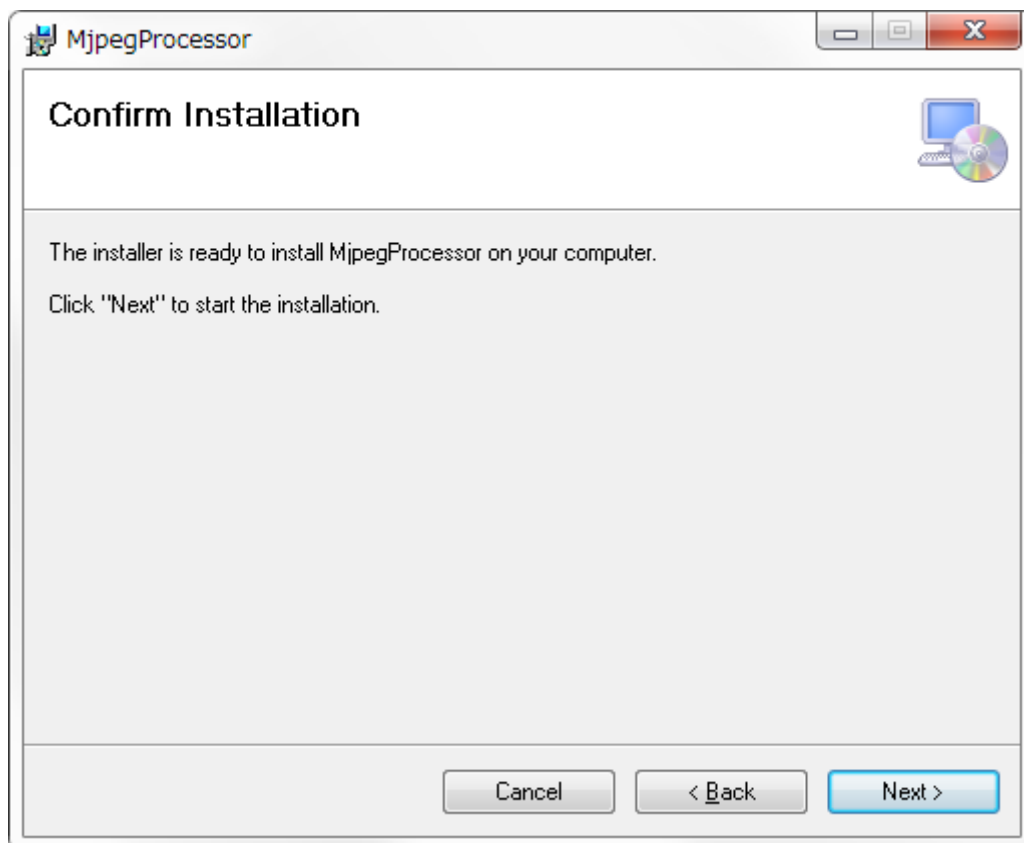 MjpegProcessor
Confirm Installation
The installer is ready to install MjpegProcessor on your computer.
Click "Next" to start the installation.
Cancel
< Back
Next >